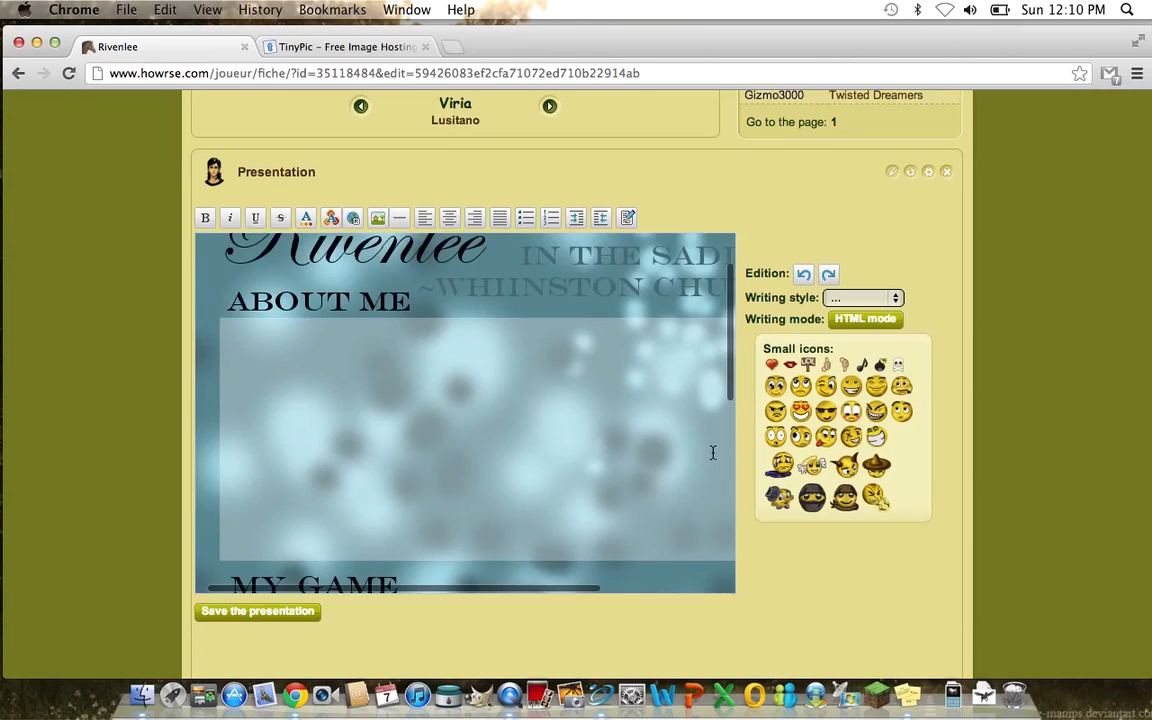 Chrome File Edit View History Bookmarks Window Help Sun 12:10 PM
Rivenlee TinyPic – Free Image Hosting
www.howrse.com/joueur/fiche/?id=35118484&edit=59426083ef2cfa71072ed710b22914ab
Viria
Lusitano
Gizmo3000 Twisted Dreamers
Go to the page: 1
Presentation
B i U S A
Rivenlee IN THE SADD
~WHIINSTON CHU
ABOUT ME
MY GAME
Edition:
Writing style: ...
Writing mode: HTML mode
Small icons:
Save the presentation